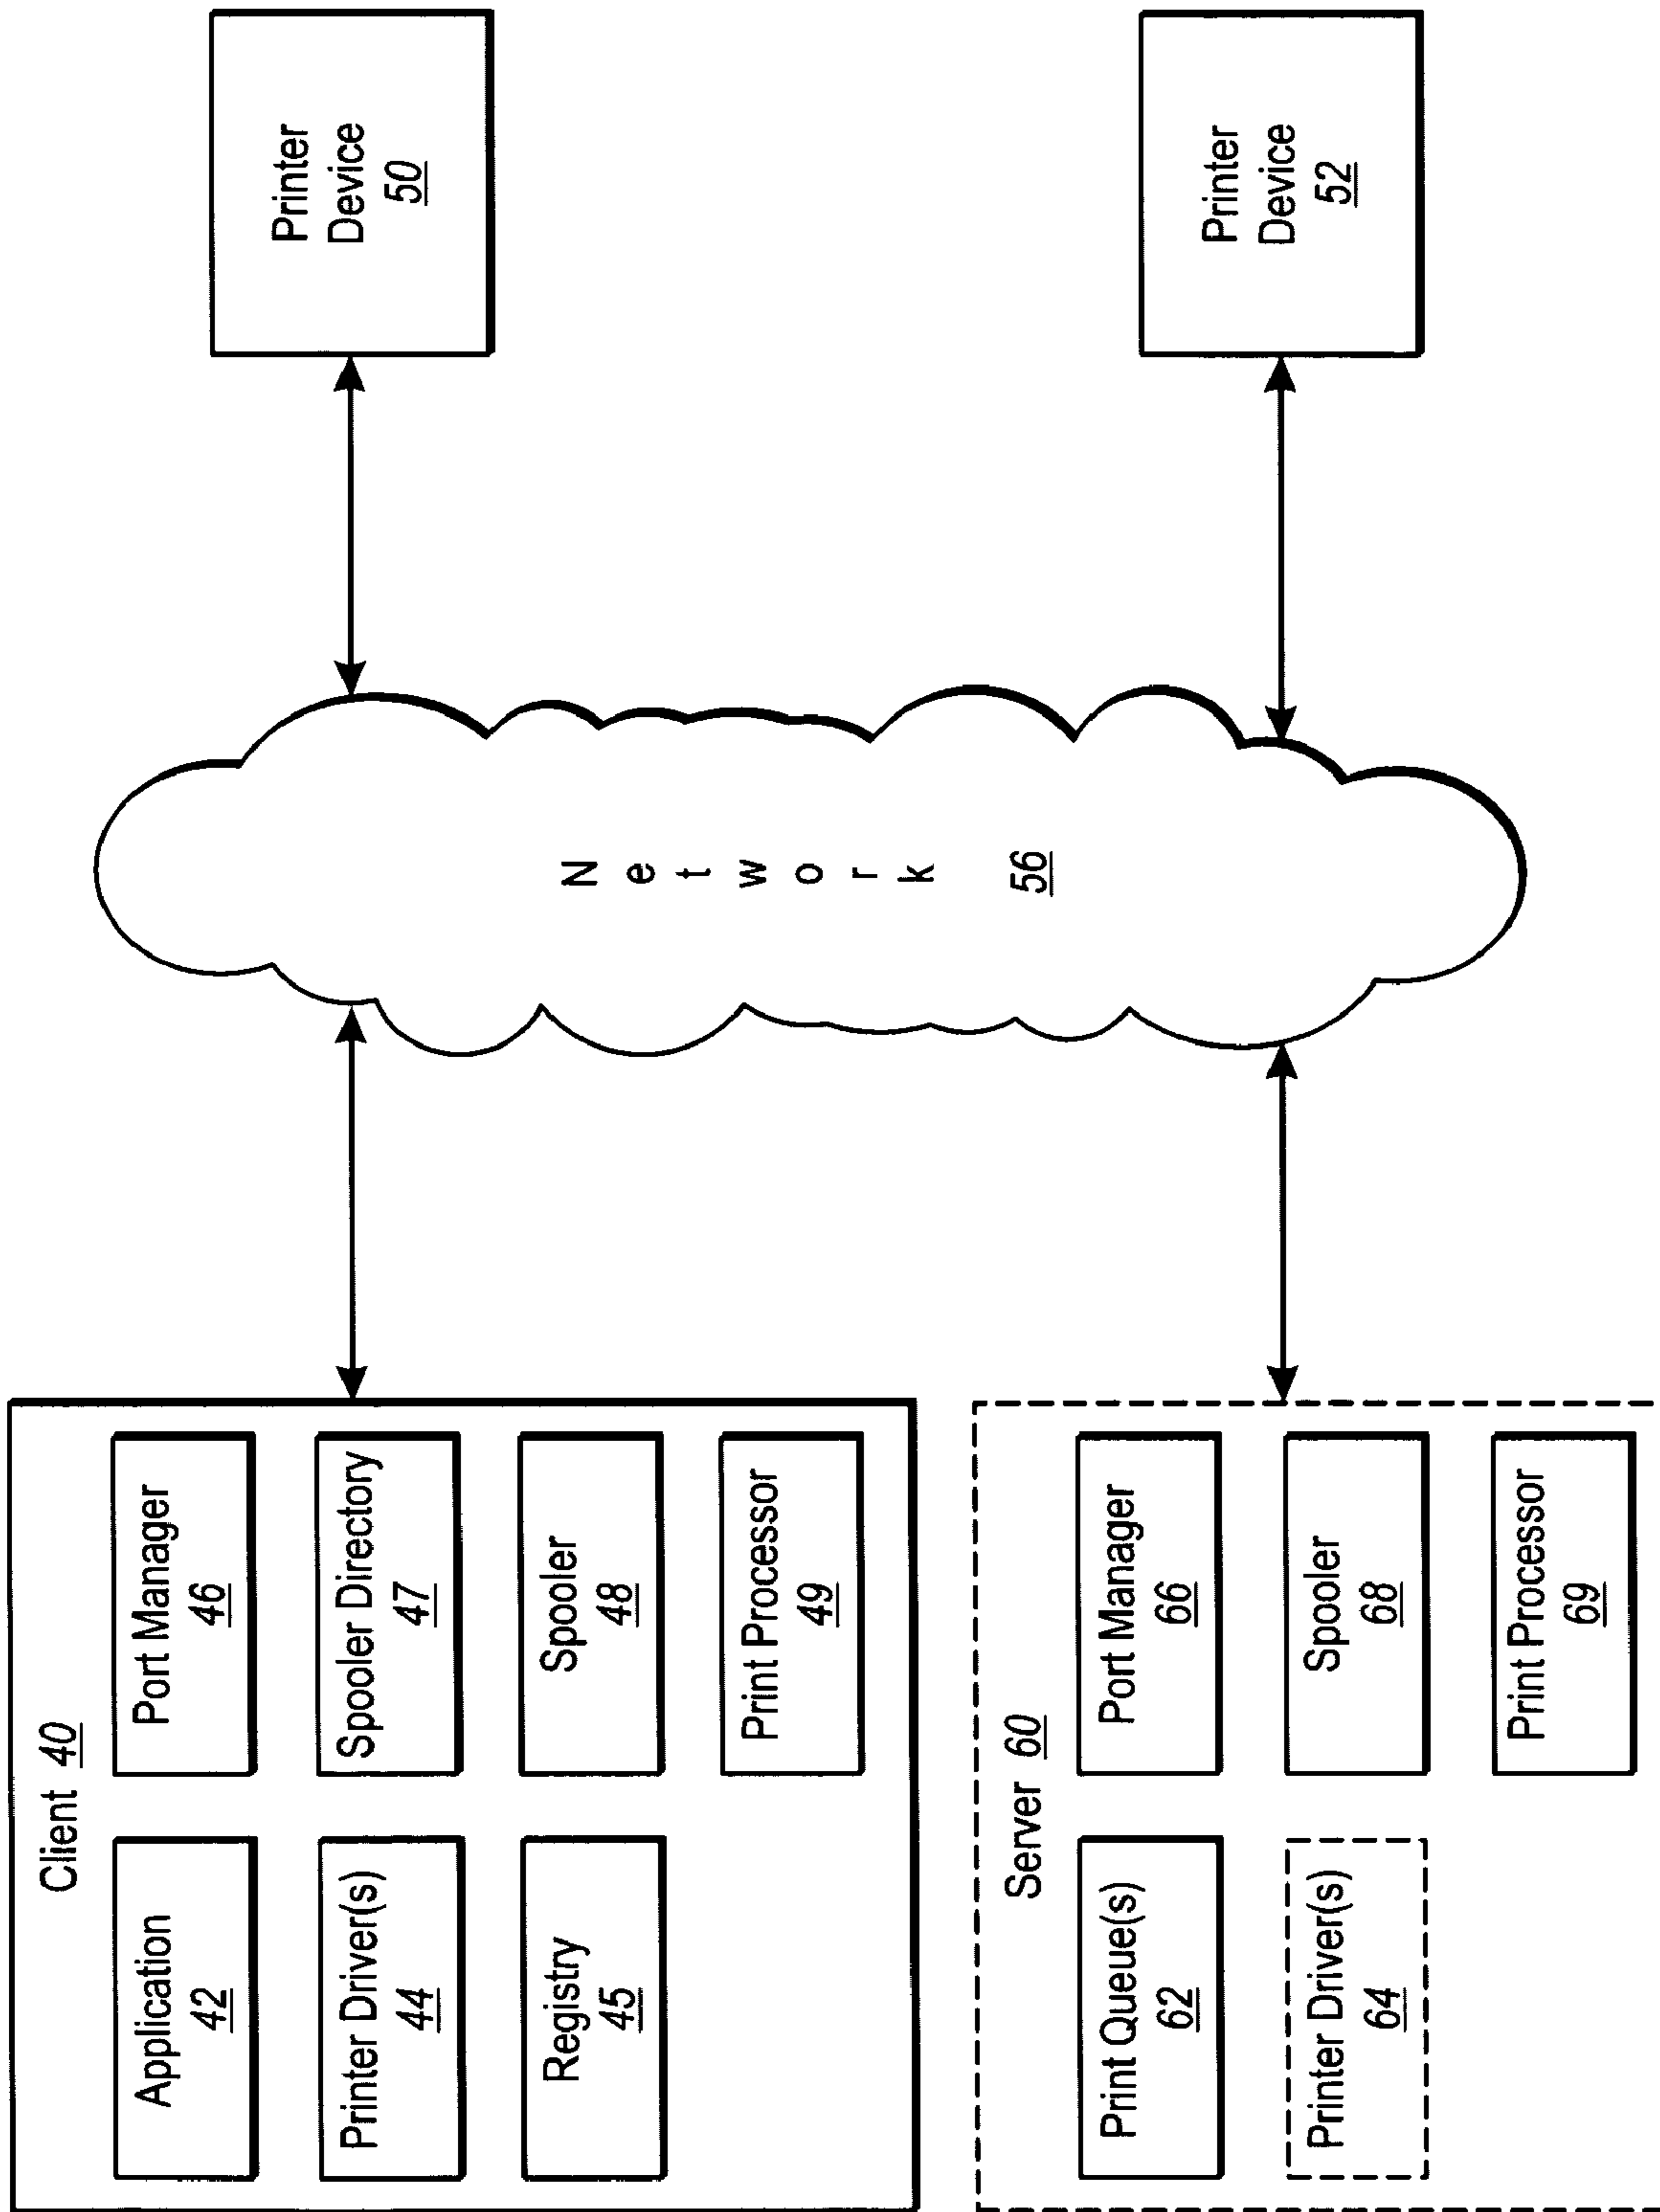 Client 40
Application
42
Printer Driver(s)
44
Registry
45
Port Manager
46
Spooler Directory
47
Spooler
48
Print Processor
49
Server 60
Print Queue(s)
62
Printer Driver(s)
64
Port Manager
66
Spooler
68
Print Processor
69
Network
56
Printer
Device
50
Printer
Device
52